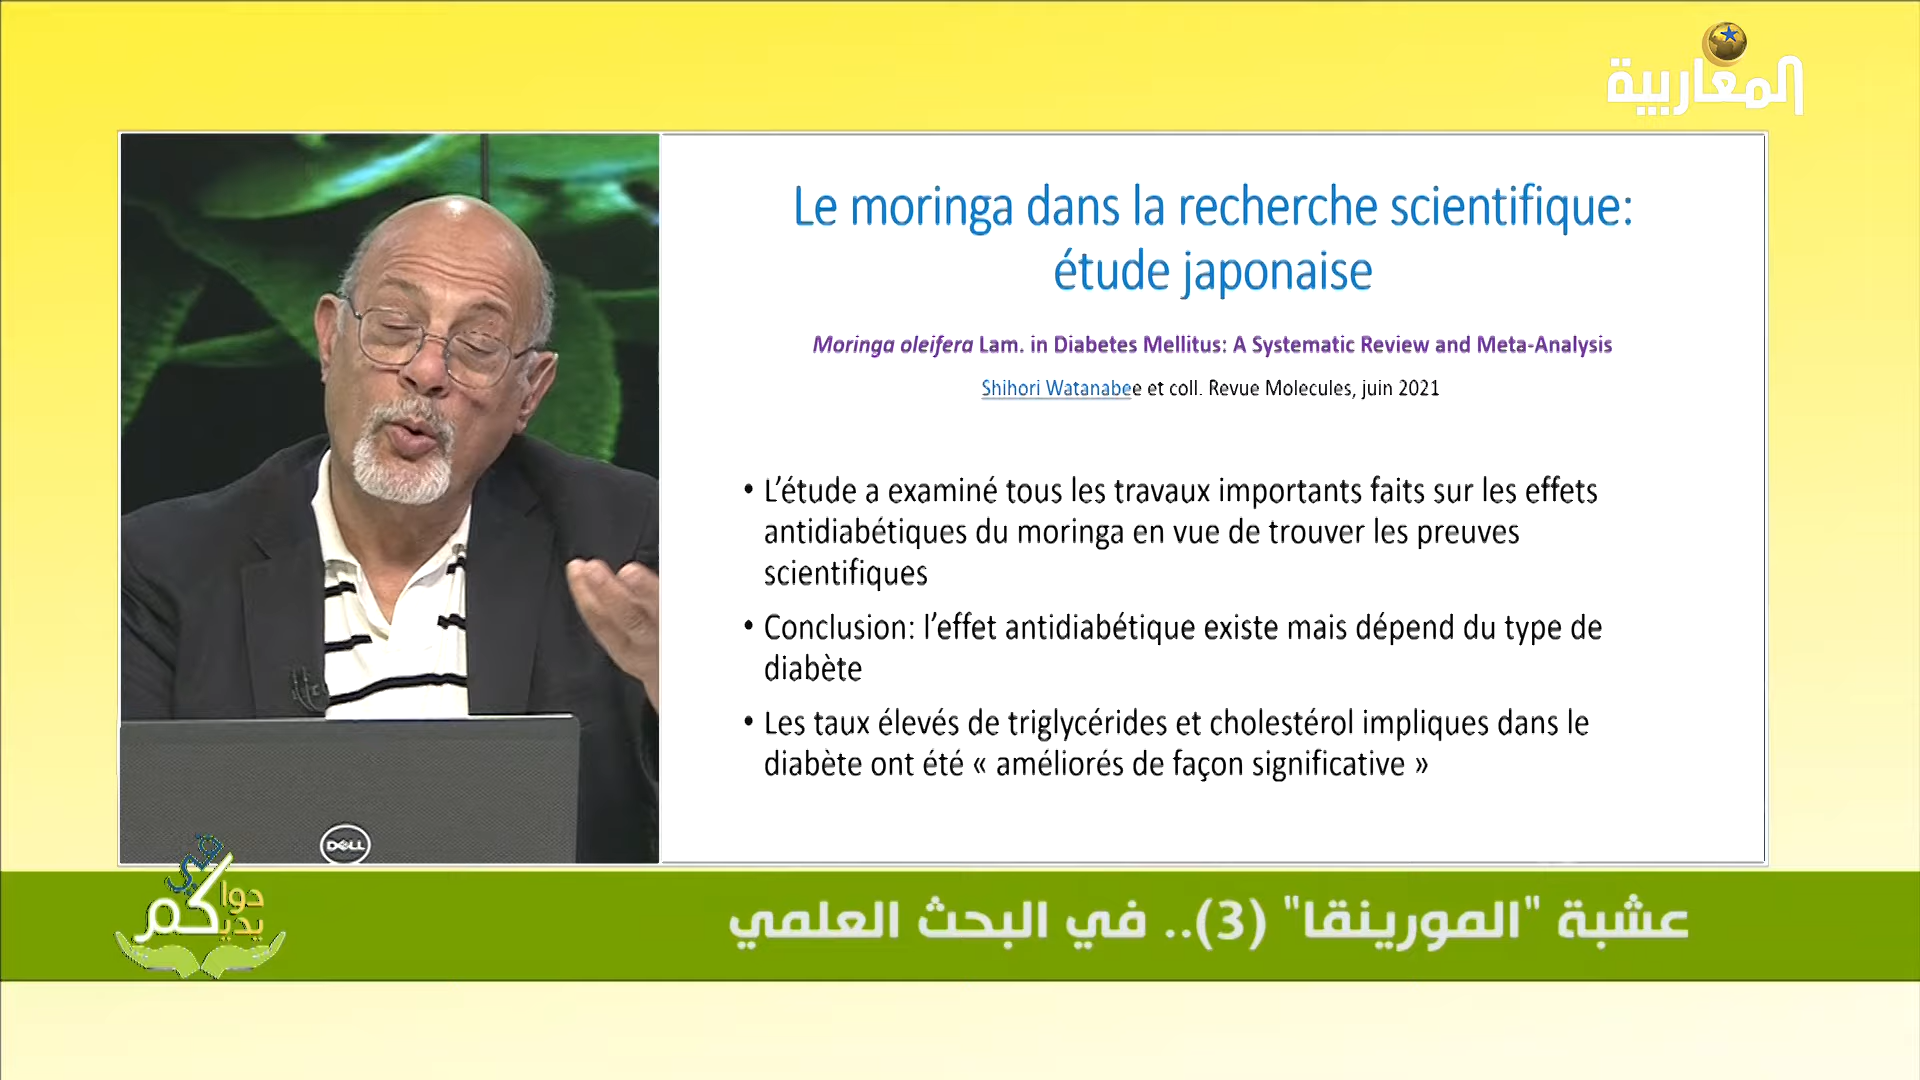 المغاربية
Le moringa dans la recherche scientifique:
étude japonaise
Moringa oleifera Lam. in Diabetes Mellitus: A Systematic Review and Meta-Analysis
Shihori Watanabee et coll. Revue Molecules, juin 2021
• L’étude a examiné tous les travaux importants faits sur les effets
antidiabétiques du moringa en vue de trouver les preuves
scientifiques
• Conclusion: l’effet antidiabétique existe mais dépend du type de
diabète
• Les taux élevés de triglycérides et cholestérol impliques dans le
diabète ont été « améliorés de façon significative »
DELL
دوا في
يديكم
عشبة "المورينقا" (3).. في البحث العلمي